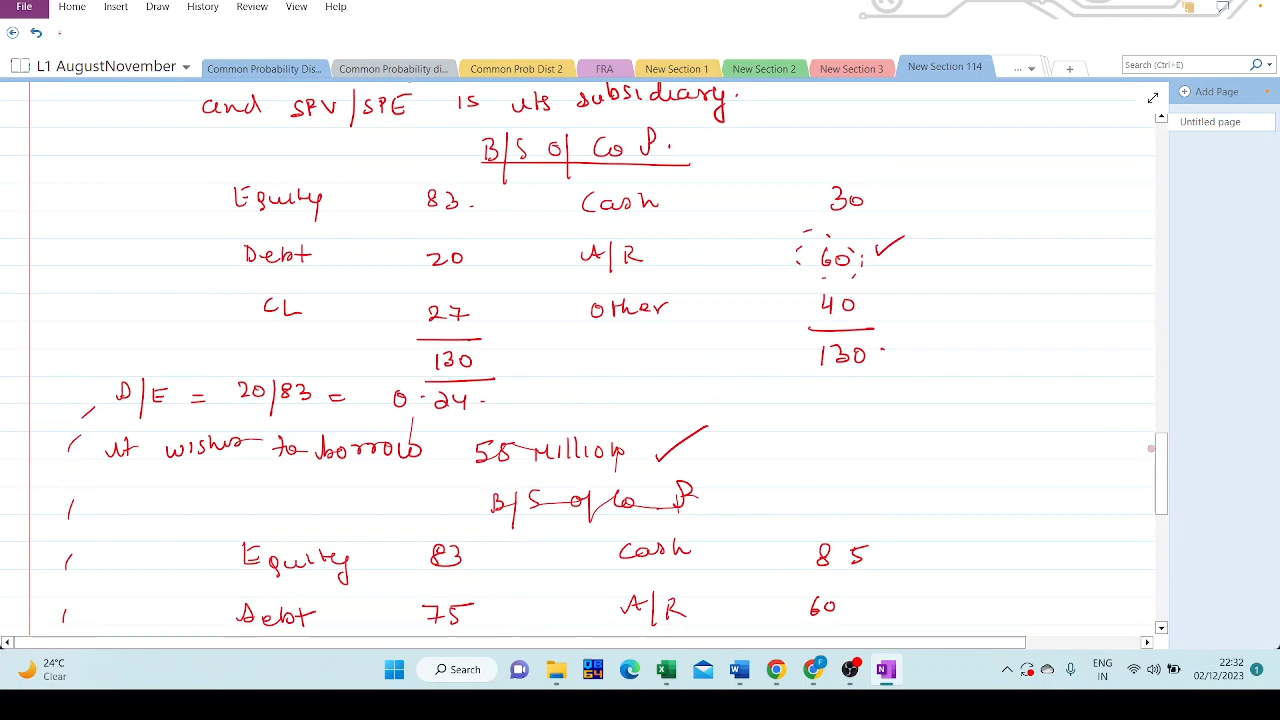 File Home Insert Draw History Review View Help
L1 AugustNovember Common Probability Dis... Common Probability di... Common Prob Dist 2 FRA New Section 1 New Section 2 New Section 3 New Section 114 ... Search (Ctrl+E)
Add Page
Untitled page
and SPV/SPE is its subsidiary.
B/S of Co P.
Equity 83. Cash 30
Debt 20 A/R 60
CL 27 Other 40
130 130
D/E = 20/83 = 0.24.
It wishes to borrow 55 Million
B/S of Co P
Equity 83 Cash 85
Debt 75 A/R 60
24°C
Clear
Search
ENG
IN
22:32
02/12/2023